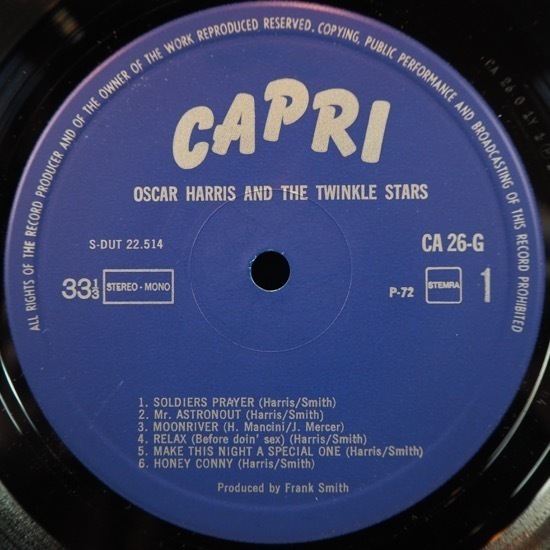 ALL RIGHTS OF THE RECORD PRODUCER AND OF THE OWNER OF THE WORK REPRODUCED RESERVED. COPYING, PUBLIC PERFORMANCE AND BROADCASTING OF THIS RECORD PROHIBITED
CAPRI
OSCAR HARRIS AND THE TWINKLE STARS
S-DUT 22.514
CA 26-G
33⅓ STEREO - MONO
P-72 STEMRA 1
1. SOLDIERS PRAYER (Harris/Smith)
2. Mr. ASTRONOUT (Harris/Smith)
3. MOONRIVER (H. Mancini/J. Mercer)
4. RELAX (Before doin' sex) (Harris/Smith)
5. MAKE THIS NIGHT A SPECIAL ONE (Harris/Smith)
6. HONEY CONNY (Harris/Smith)
Produced by Frank Smith